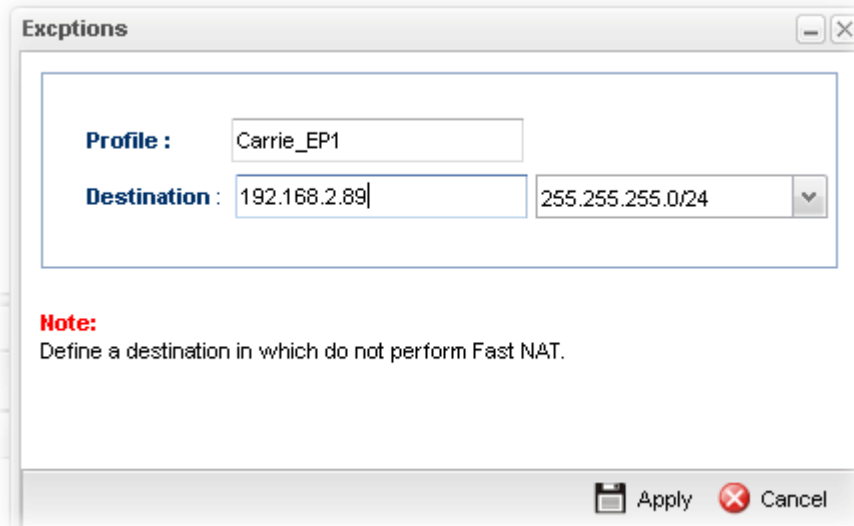 Excptions
Profile : Carrie_EP1
Destination : 192.168.2.89 255.255.255.0/24
Note:
Define a destination in which do not perform Fast NAT.
Apply Cancel